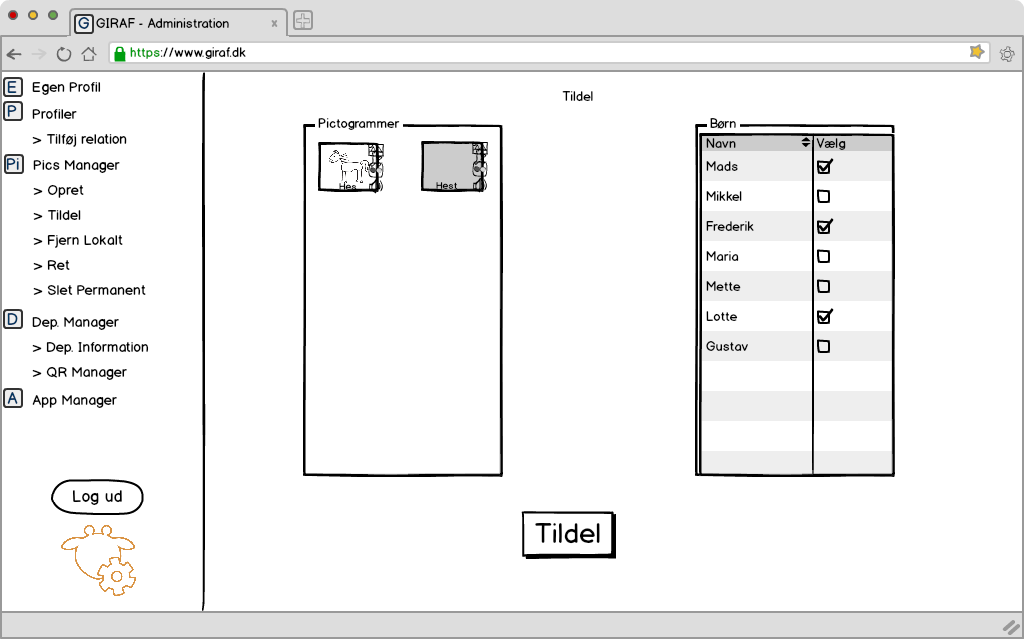 G GIRAF - Administration x
https://www.giraf.dk
E Egen Profil
P Profiler
> Tilføj relation
Pi Pics Manager
> Opret
> Tildel
> Fjern Lokalt
> Ret
> Slet Permanent
D Dep. Manager
> Dep. Information
> QR Manager
A App Manager
Log ud
Tildel
Pictogrammer
Hes
Hest
Børn
Navn Vælg
Mads
Mikkel
Frederik
Maria
Mette
Lotte
Gustav
Tildel